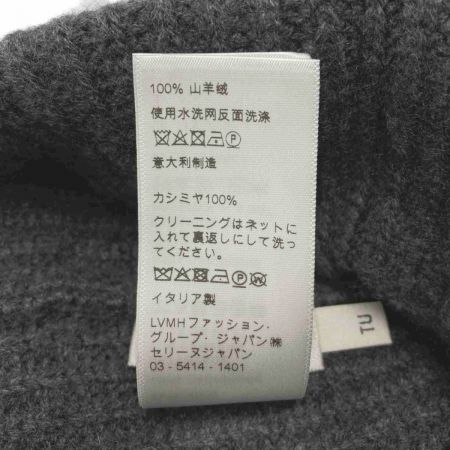 100% 山羊绒
使用水洗网反面洗涤
P
意大利制造
カシミヤ100%
クリーニングはネットに
入れて裏返しにして洗っ
てください。
P W
イタリア製
LVMHファッション・
グループ・ジャパン㈱
セリーヌジャパン
03 - 5414 - 1401
TU